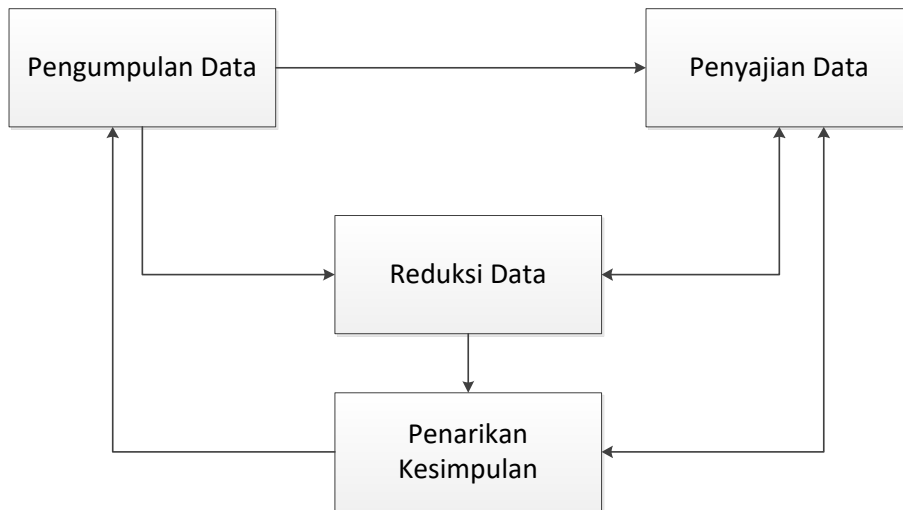 Pengumpulan Data
Penyajian Data
Reduksi Data
Penarikan
Kesimpulan